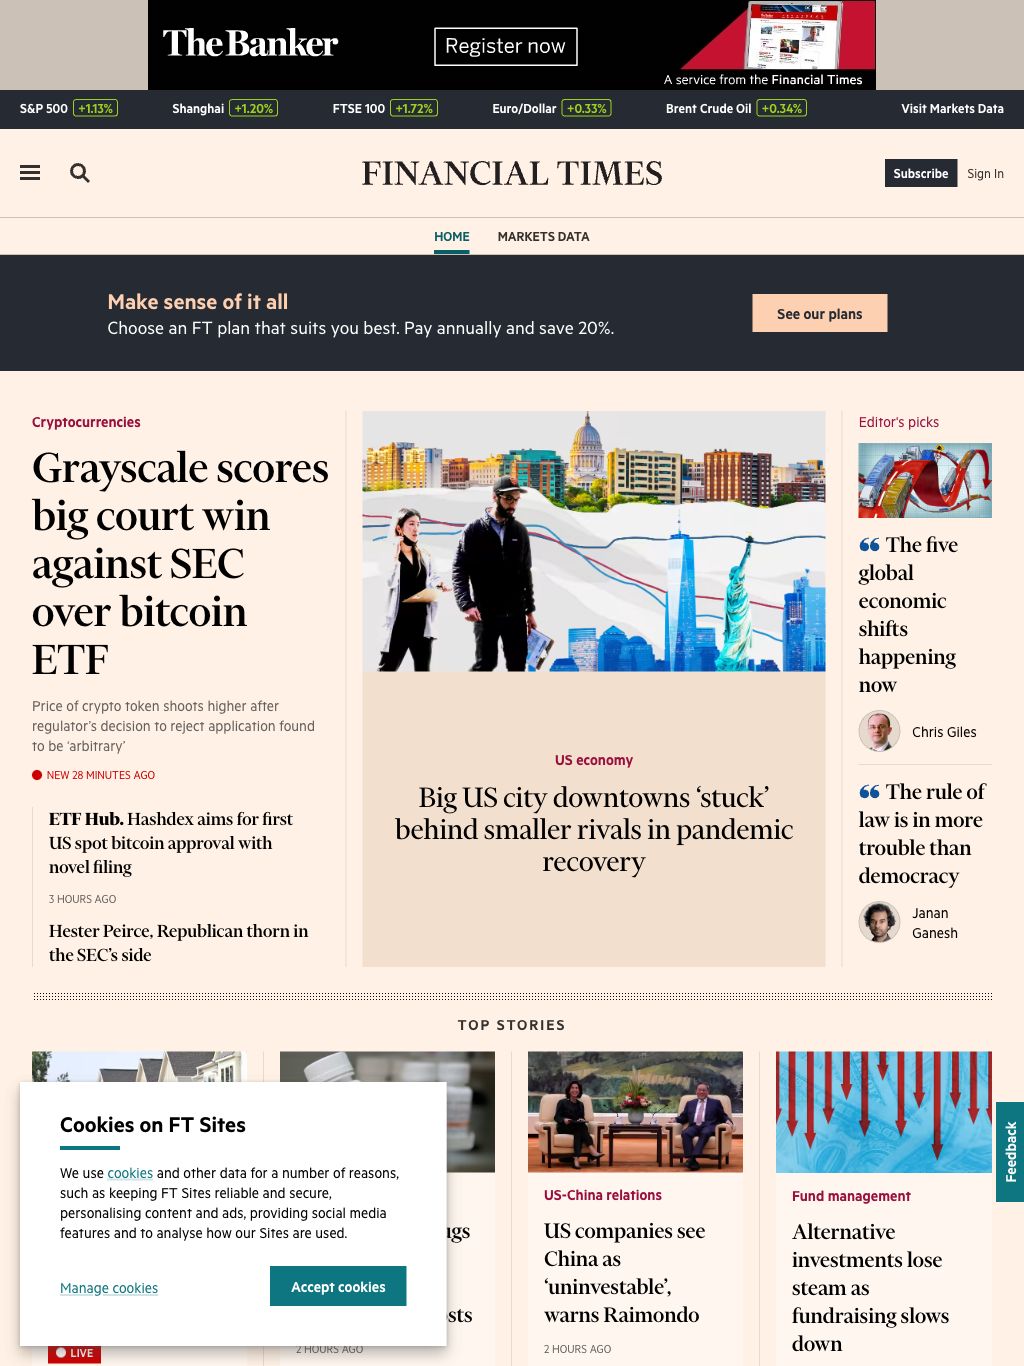 The Banker
Register now
A service from the Financial Times
S&P 500 +1.13%
Shanghai +1.20%
FTSE 100 +1.72%
Euro/Dollar +0.33%
Brent Crude Oil +0.34%
Visit Markets Data
FINANCIAL TIMES
Subscribe
Sign In
HOME
MARKETS DATA
Make sense of it all
Choose an FT plan that suits you best. Pay annually and save 20%.
See our plans
Cryptocurrencies
Grayscale scores
big court win
against SEC
over bitcoin
ETF
Price of crypto token shoots higher after
regulator’s decision to reject application found
to be ‘arbitrary’
NEW 28 MINUTES AGO
ETF Hub. Hashdex aims for first
US spot bitcoin approval with
novel filing
3 HOURS AGO
Hester Peirce, Republican thorn in
the SEC’s side
US economy
Big US city downtowns ‘stuck’
behind smaller rivals in pandemic
recovery
Editor's picks
“ The five
global
economic
shifts
happening
now
Chris Giles
“ The rule of
law is in more
trouble than
democracy
Janan
Ganesh
TOP STORIES
Cookies on FT Sites
We use cookies and other data for a number of reasons,
such as keeping FT Sites reliable and secure,
personalising content and ads, providing social media
features and to analyse how our Sites are used.
Manage cookies
Accept cookies
LIVE
2 HOURS AGO
US-China relations
US companies see
China as
‘uninvestable’,
warns Raimondo
2 HOURS AGO
Fund management
Alternative
investments lose
steam as
fundraising slows
down
Feedback